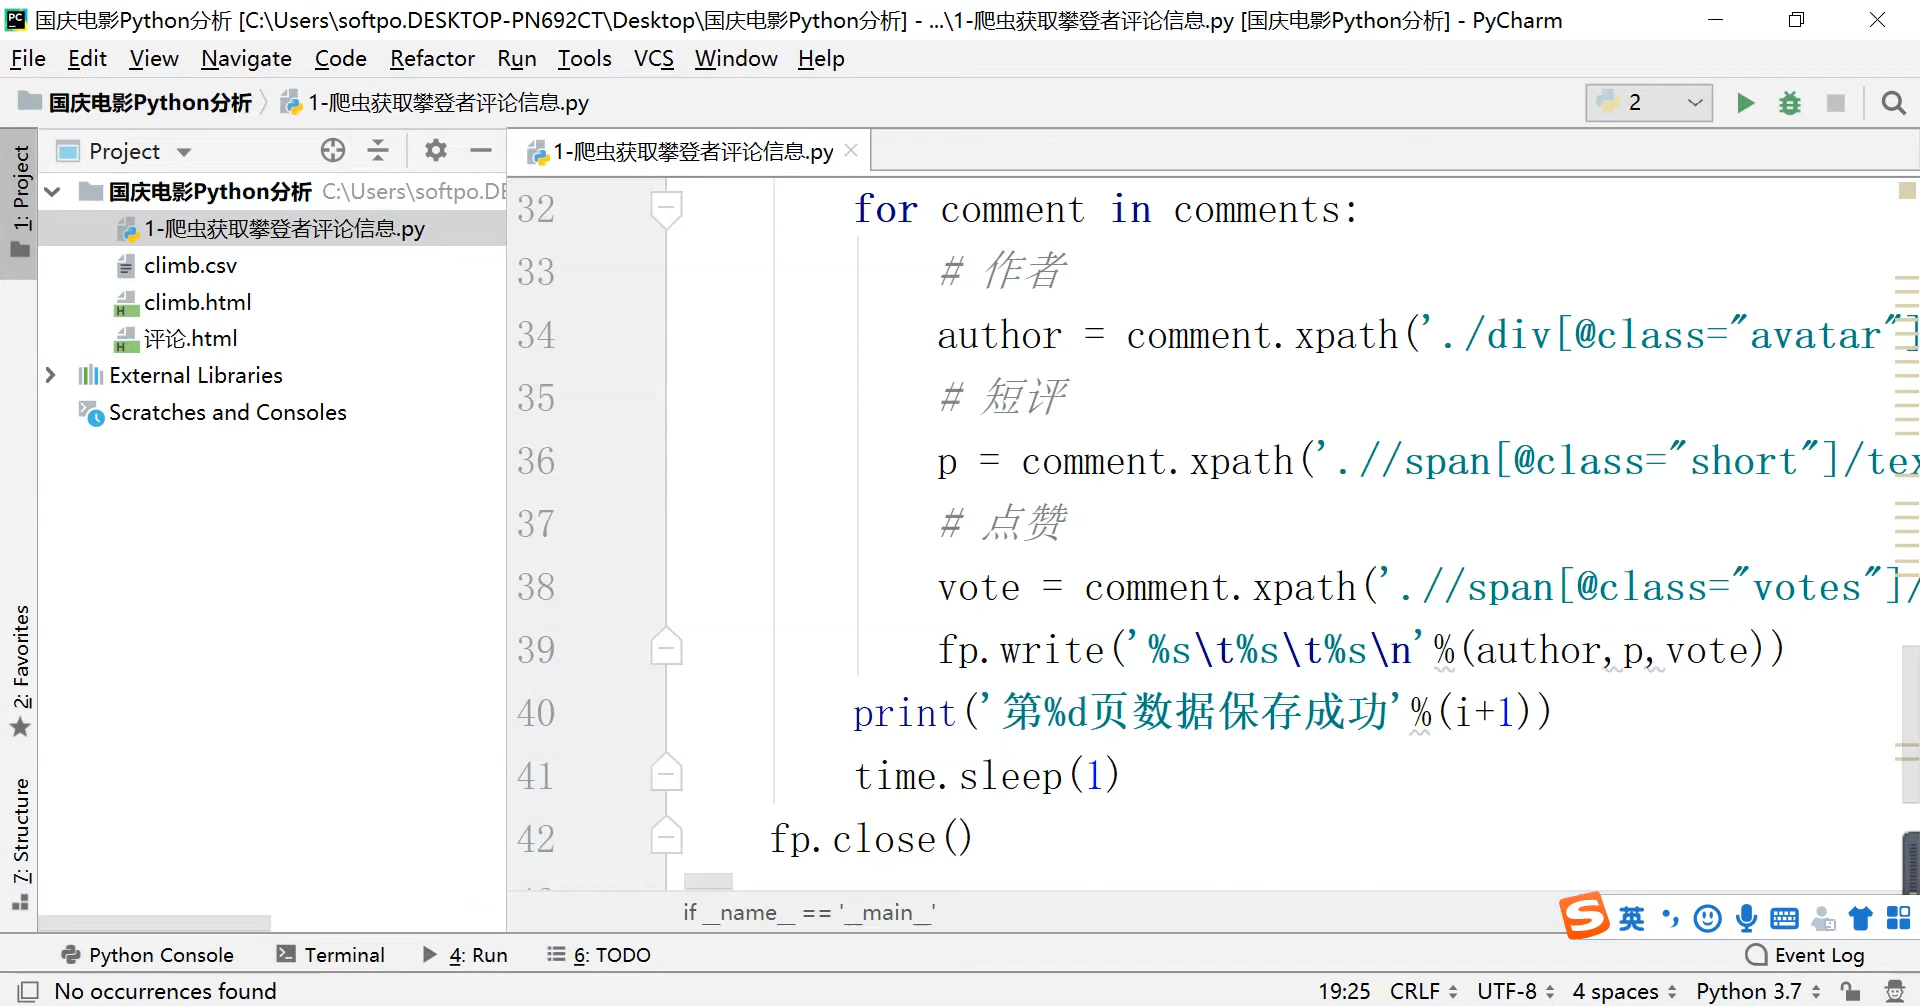 国庆电影Python分析 [C:\Users\softpo.DESKTOP-PN692CT\Desktop\国庆电影Python分析] - ...\1-爬虫获取攀登者评论信息.py [国庆电影Python分析] - PyCharm
File Edit View Navigate Code Refactor Run Tools VCS Window Help
国庆电影Python分析 1-爬虫获取攀登者评论信息.py 2
Project 1-爬虫获取攀登者评论信息.py
1: Project
国庆电影Python分析 C:\Users\softpo.DE
1-爬虫获取攀登者评论信息.py
climb.csv
climb.html
评论.html
External Libraries
Scratches and Consoles
2: Favorites
7: Structure
32 for comment in comments:
33 # 作者
34 author = comment.xpath('./div[@class="avatar"]
35 # 短评
36 p = comment.xpath('.//span[@class="short"]/tex
37 # 点赞
38 vote = comment.xpath('.//span[@class="votes"]/
39 fp.write('%s\t%s\t%s\n'%(author,p,vote))
40 print('第%d页数据保存成功'%(i+1))
41 time.sleep(1)
42 fp.close()
if __name__ == '__main__'
英
Python Console Terminal 4: Run 6: TODO Event Log
No occurrences found 19:25 CRLF UTF-8 4 spaces Python 3.7